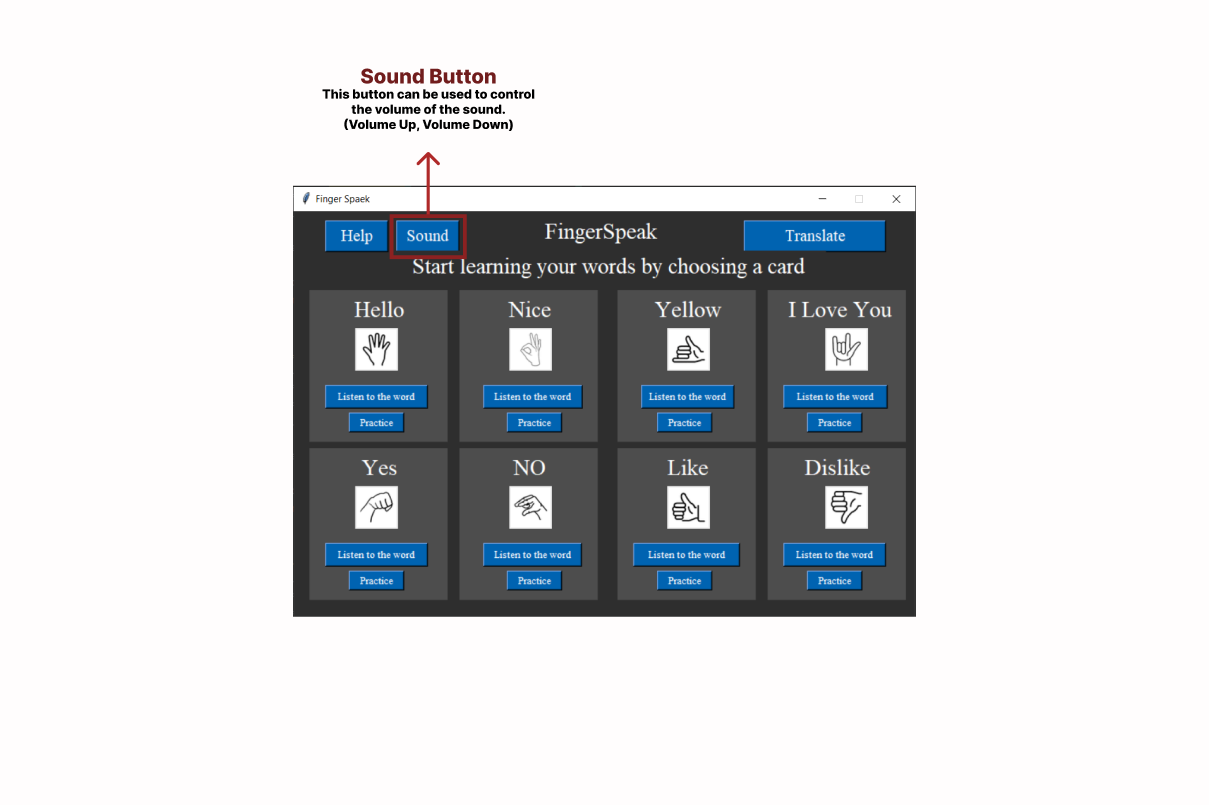 Sound Button
This button can be used to control
the volume of the sound.
(Volume Up, Volume Down)
Finger Spaek
Help
Sound
FingerSpeak
Translate
Start learning your words by choosing a card
Hello
Nice
Yellow
I Love You
Listen to the word
Listen to the word
Listen to the word
Listen to the word
Practice
Practice
Practice
Practice
Yes
NO
Like
Dislike
Listen to the word
Listen to the word
Listen to the word
Listen to the word
Practice
Practice
Practice
Practice